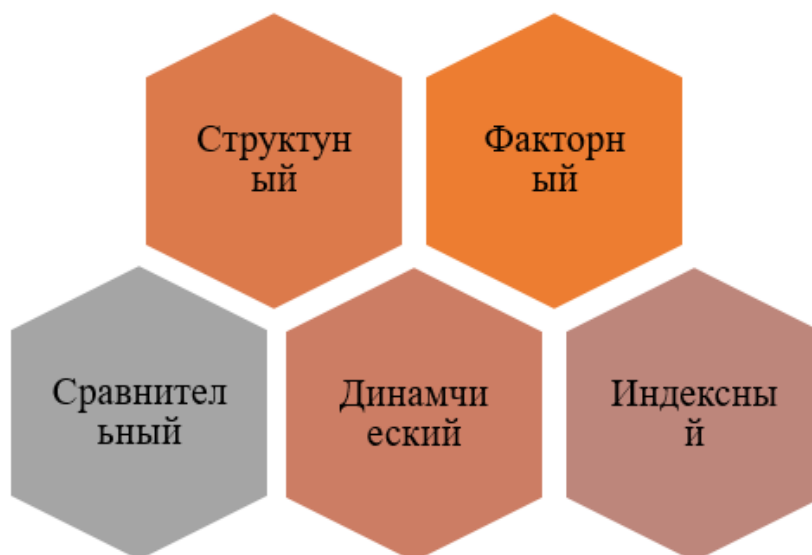 Структун
ый
Факторн
ый
Сравнител
ьный
Динамчи
еский
Индексны
й